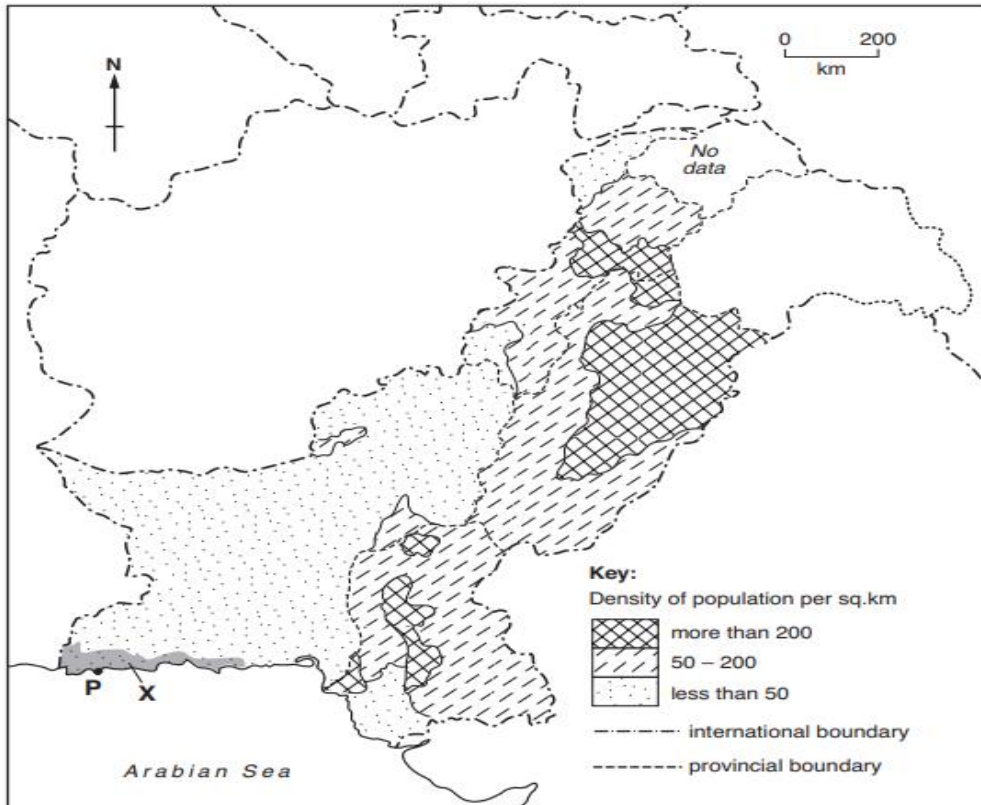 0 200
km
N
No
data
Key:
Density of population per sq.km
more than 200
50 – 200
less than 50
P X
international boundary
provincial boundary
Arabian Sea